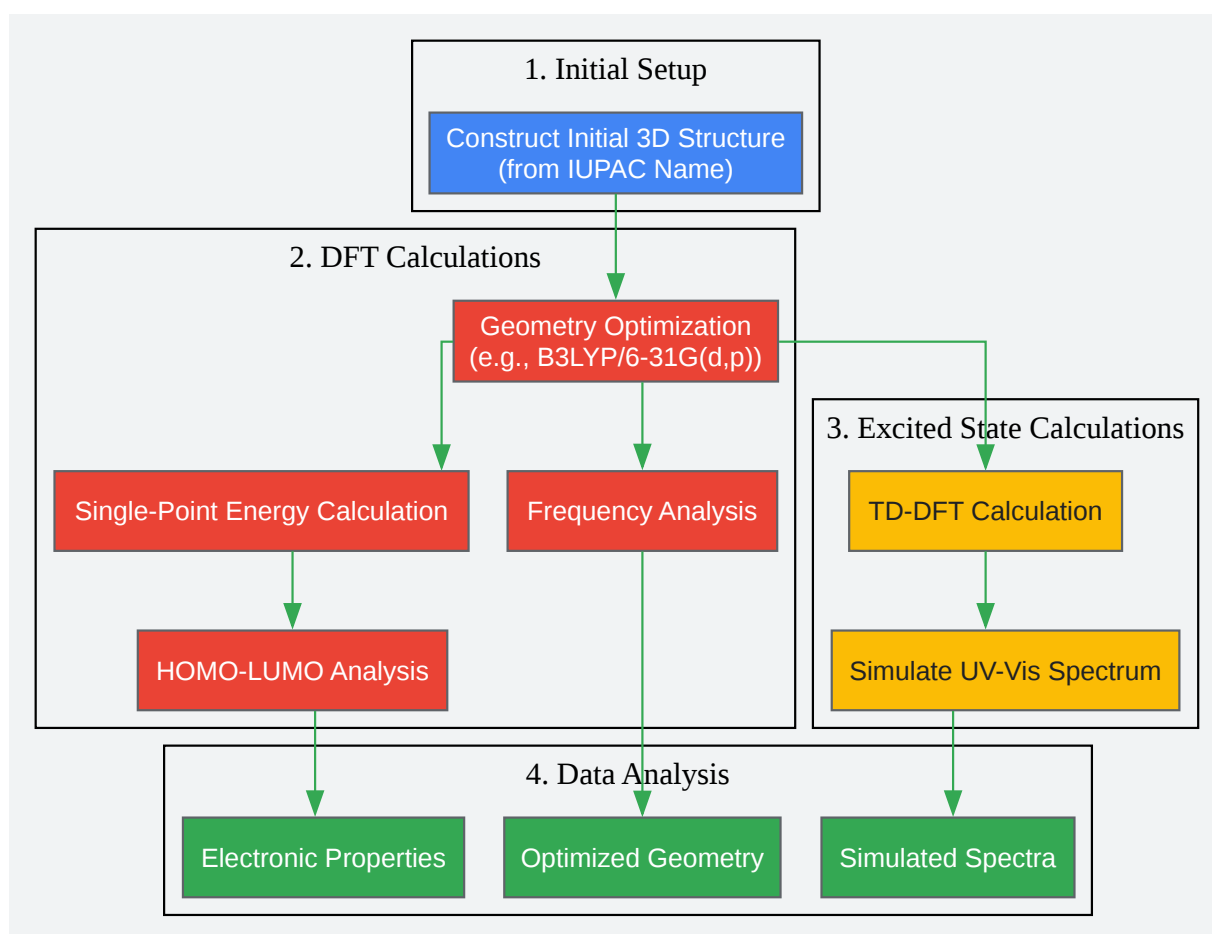 1. Initial Setup
Construct Initial 3D Structure
(from IUPAC Name)
2. DFT Calculations
Geometry Optimization
(e.g., B3LYP/6-31G(d,p))
3. Excited State Calculations
Single-Point Energy Calculation
Frequency Analysis
TD-DFT Calculation
HOMO-LUMO Analysis
Simulate UV-Vis Spectrum
4. Data Analysis
Electronic Properties
Optimized Geometry
Simulated Spectra